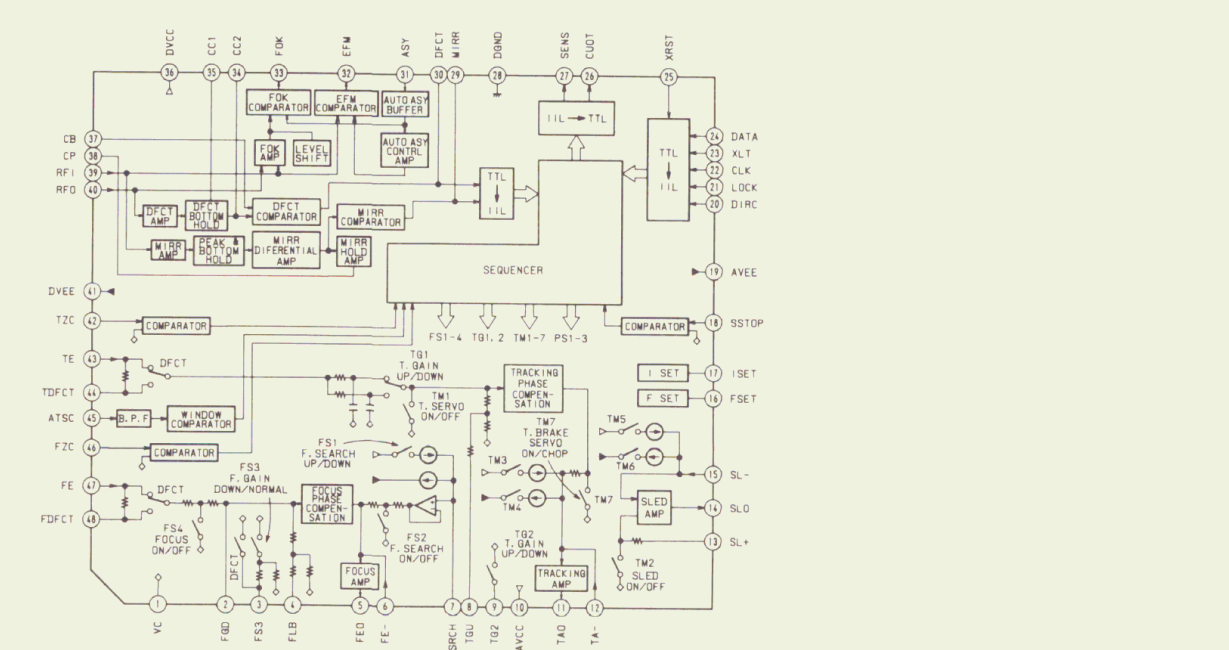 DVCC
CC1
CC2
FOK
EFM
ASY
DFCT
MIRR
DGND
SENS
CUOT
XRST
36
35
34
33
32
31
30
29
28
27
26
25
FOK
COMPARATOR
EFM
COMPARATOR
AUTO ASY
BUFFER
IIL → TTL
CB
37
CP
38
RFI
39
RFO
40
FOK
AMP
LEVEL
SHIFT
AUTO ASY
CONTRL
AMP
TTL
↓
IIL
TTL
↓
IIL
24
DATA
23
XLT
22
CLK
21
LOCK
20
DIRC
DFCT
AMP
DFCT
BOTTOM
HOLD
DFCT
COMPARATOR
MIRR
COMPARATOR
MIRR
AMP
PEAK &
BOTTOM
HOLD
MIRR
DIFERENTIAL
AMP
MIRR
HOLD
AMP
SEQUENCER
19
AVEE
DVEE
41
TZC
42
COMPARATOR
FS1-4
TG1, 2
TM1-7
PS1-3
COMPARATOR
18
SSTOP
TE
43
DFCT
TDFCT
44
TG1
T. GAIN
UP/DOWN
TM1
T. SERVO
ON/OFF
TRACKING
PHASE
COMPEN-
SATION
I SET
17
ISET
F SET
16
FSET
ATSC
45
B.P.F
WINDOW
COMPARATOR
FZC
46
COMPARATOR
FS1
F. SEARCH
UP/DOWN
TM7
T. BRAKE
SERVO
ON/CHOP
TM5
TM6
TM3
TM4
TM7
15
SL-
FE
47
DFCT
FDFCT
48
FS3
F. GAIN
DOWN/NORMAL
FOCUS
PHASE
COMPEN-
SATION
SLED
AMP
14
SLO
FS4
FOCUS
ON/OFF
FS2
F. SEARCH
ON/OFF
TG2
T. GAIN
UP/DOWN
13
SL+
DFCT
FOCUS
AMP
TRACKING
AMP
TM2
SLED
ON/OFF
1
2
3
4
5
6
7
8
9
10
11
12
VC
FGD
FS3
FLB
FEO
FE-
SRCH
TGU
TG2
AVCC
TAO
TA-